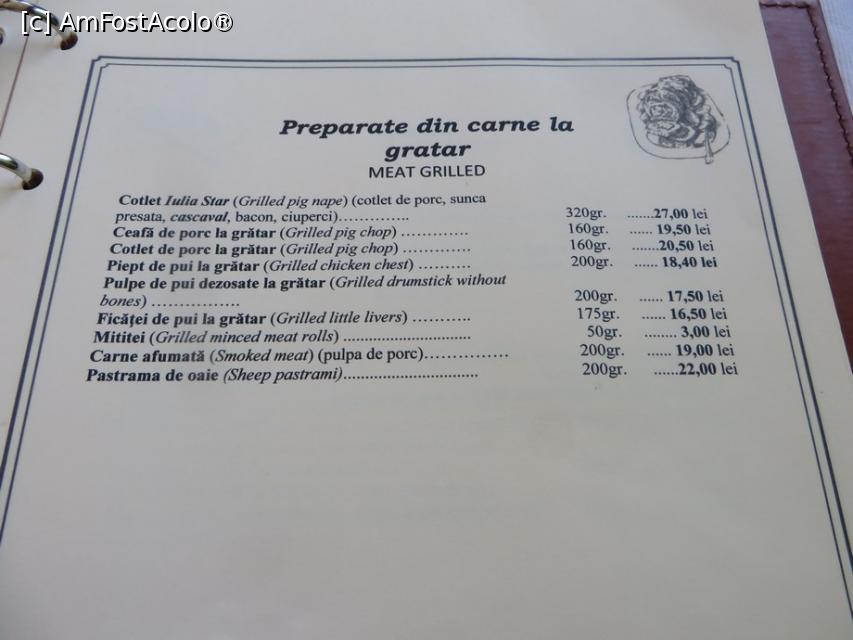 [c] AmFostAcolo®
Preparate din carne la
gratar
MEAT GRILLED
Cotlet Iulia Star (Grilled pig nape) (cotlet de porc, sunca
presata, cascaval, bacon, ciuperci)………….. 320gr. ......27,00 lei
Ceafă de porc la grătar (Grilled pig chop) …………. 160gr. ...... 19,50 lei
Cotlet de porc la grătar (Grilled pig chop) …………. 160gr. ......20,50 lei
Piept de pui la grătar (Grilled chicken chest) ………. 200gr. ...... 18,40 lei
Pulpe de pui dezosate la grătar (Grilled drumstick without
bones) ……………. 200gr. ...... 17,50 lei
Ficăței de pui la grătar (Grilled little livers) ……….. 175gr. ...... 16,50 lei
Mititei (Grilled minced meat rolls) .............................. 50gr. ........ 3,00 lei
Carne afumată (Smoked meat) (pulpa de porc)…………… 200gr. ...... 19,00 lei
Pastrama de oaie (Sheep pastrami)................................ 200gr. ......22,00 lei